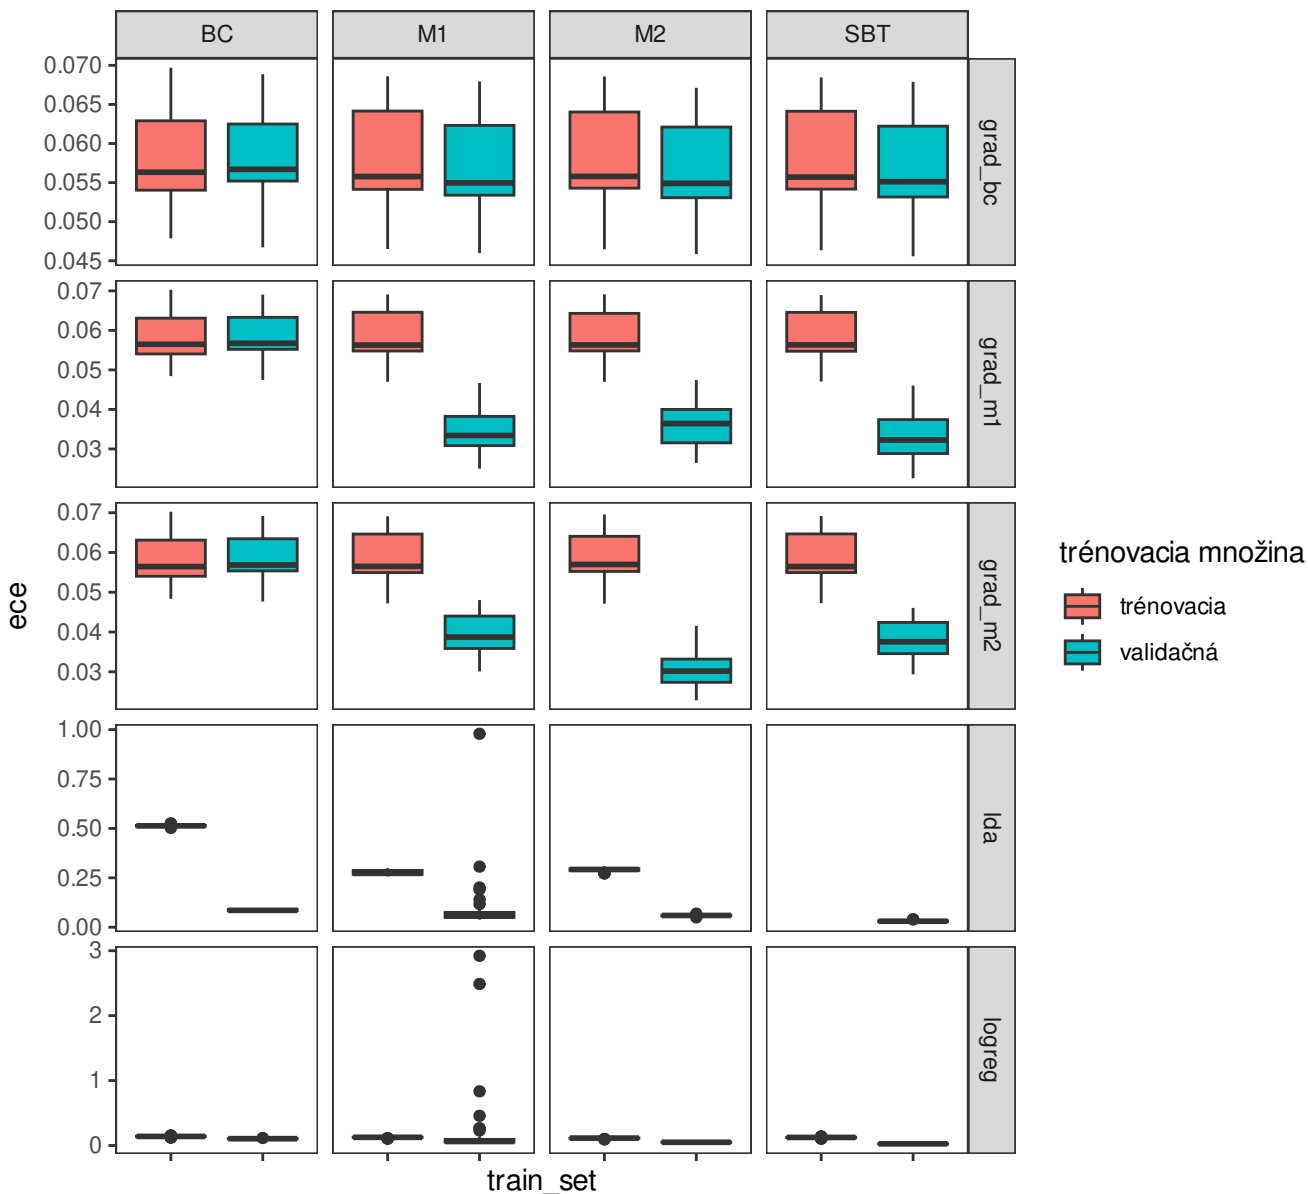 BC M1 M2 SBT
0.070
0.065
0.060
0.055
0.050
0.045
grad_bc
0.07
0.06
0.05
0.04
0.03
grad_m1
0.07
0.06
0.05
0.04
0.03
grad_m2
1.00
0.75
0.50
0.25
0.00
lda
3
2
1
0
logreg
ece
train_set
trénovacia množina
trénovacia
validačná